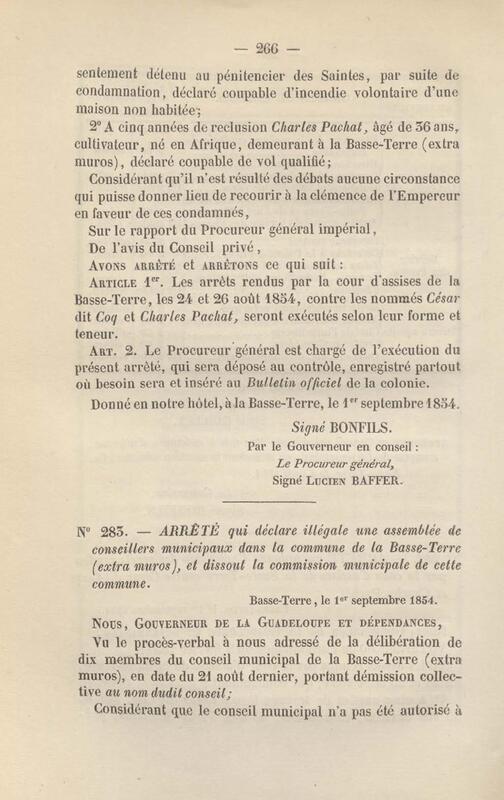 — 266 —
sentement détenu au pénitencier des Saintes, par suite de
condamnation, déclaré coupable d'incendie volontaire d'une
maison non habitée;
2° A cinq années de reclusion Charles Pachat, âgé de 36 ans,
cultivateur, né en Afrique, demeurant à la Basse-Terre (extra
muros), déclaré coupable de vol qualifié;
Considérant qu'il n'est résulté des débats aucune circonstance
qui puisse donner lieu de recourir à la clémence de l'Empereur
en faveur de ces condamnés,
Sur le rapport du Procureur général impérial,
De l'avis du Conseil privé,
AVONS ARRÊTÉ et ARRÊTONS ce qui suit :
ARTICLE 1er. Les arrêts rendus par la cour d'assises de la
Basse-Terre, les 24 et 26 août 1854, contre les nommés César
dit Coq et Charles Pachat, seront exécutés selon leur forme et
teneur.
ART. 2. Le Procureur général est chargé de l'exécution du
présent arrêté, qui sera déposé au contrôle, enregistré partout
où besoin sera et inséré au Bulletin officiel de la colonie.
Donné en notre hôtel, à la Basse-Terre, le 1er septembre 1854.
Signé BONFILS.
Par le Gouverneur en conseil :
Le Procureur général,
Signé LUCIEN BAFFER.
N° 283. — ARRÊTÉ qui déclare illégale une assemblée de
conseillers municipaux dans la commune de la Basse-Terre
(extra muros), et dissout la commission municipale de cette
commune.
Basse-Terre, le 1er septembre 1854.
NOUS, GOUVERNEUR DE LA GUADELOUPE ET DÉPENDANCES,
Vu le procès-verbal à nous adressé de la délibération de
dix membres du conseil municipal de la Basse-Terre (extra
muros), en date du 21 août dernier, portant démission collec-
tive au nom dudit conseil;
Considérant que le conseil municipal n'a pas été autorisé à